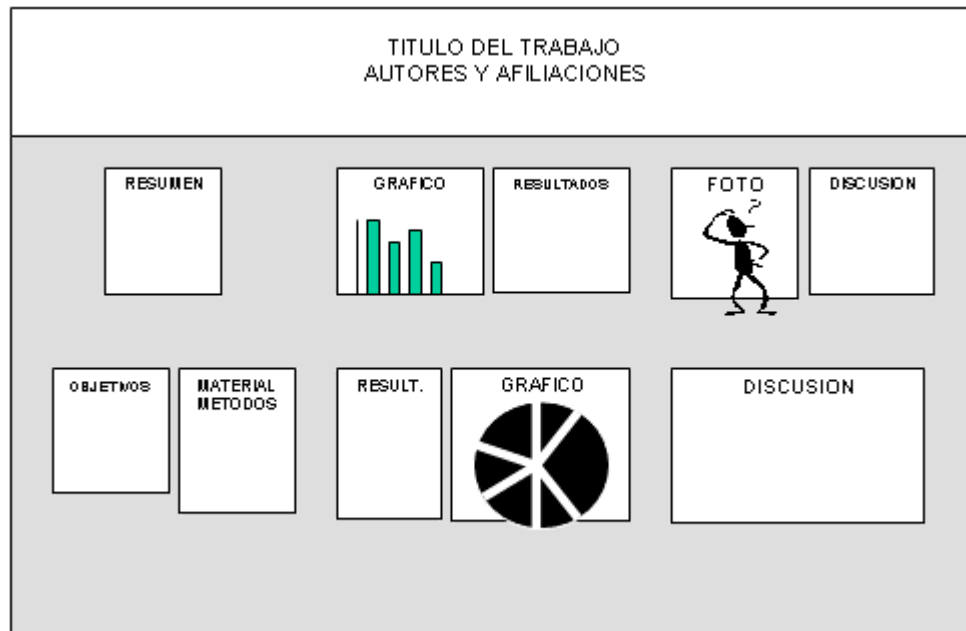 TITULO DEL TRABAJO
AUTORES Y AFILIACIONES
RESUMEN
GRAFICO
RESULTADOS
FOTO
DISCUSION
?
OBJETIVOS
MATERIAL
METODOS
RESULT.
GRAFICO
DISCUSION